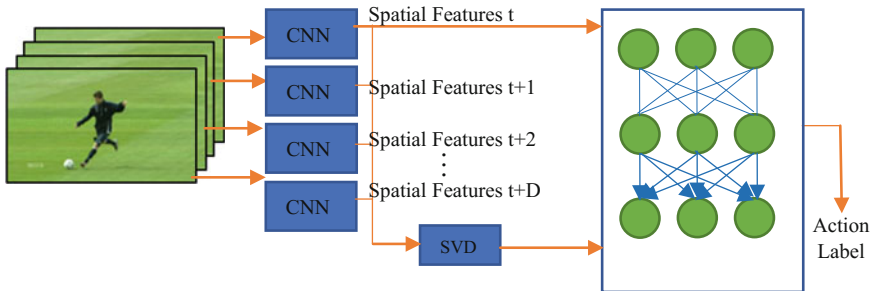 CNN
Spatial Features t
CNN
Spatial Features t+1
CNN
Spatial Features t+2
CNN
Spatial Features t+D
SVD
Action
Label